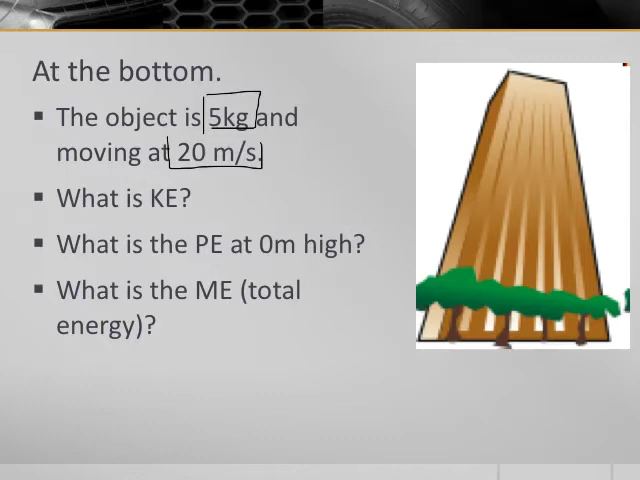 At the bottom.
▪ The object is 5kg and
moving at 20 m/s.
▪ What is KE?
▪ What is the PE at 0m high?
▪ What is the ME (total
energy)?